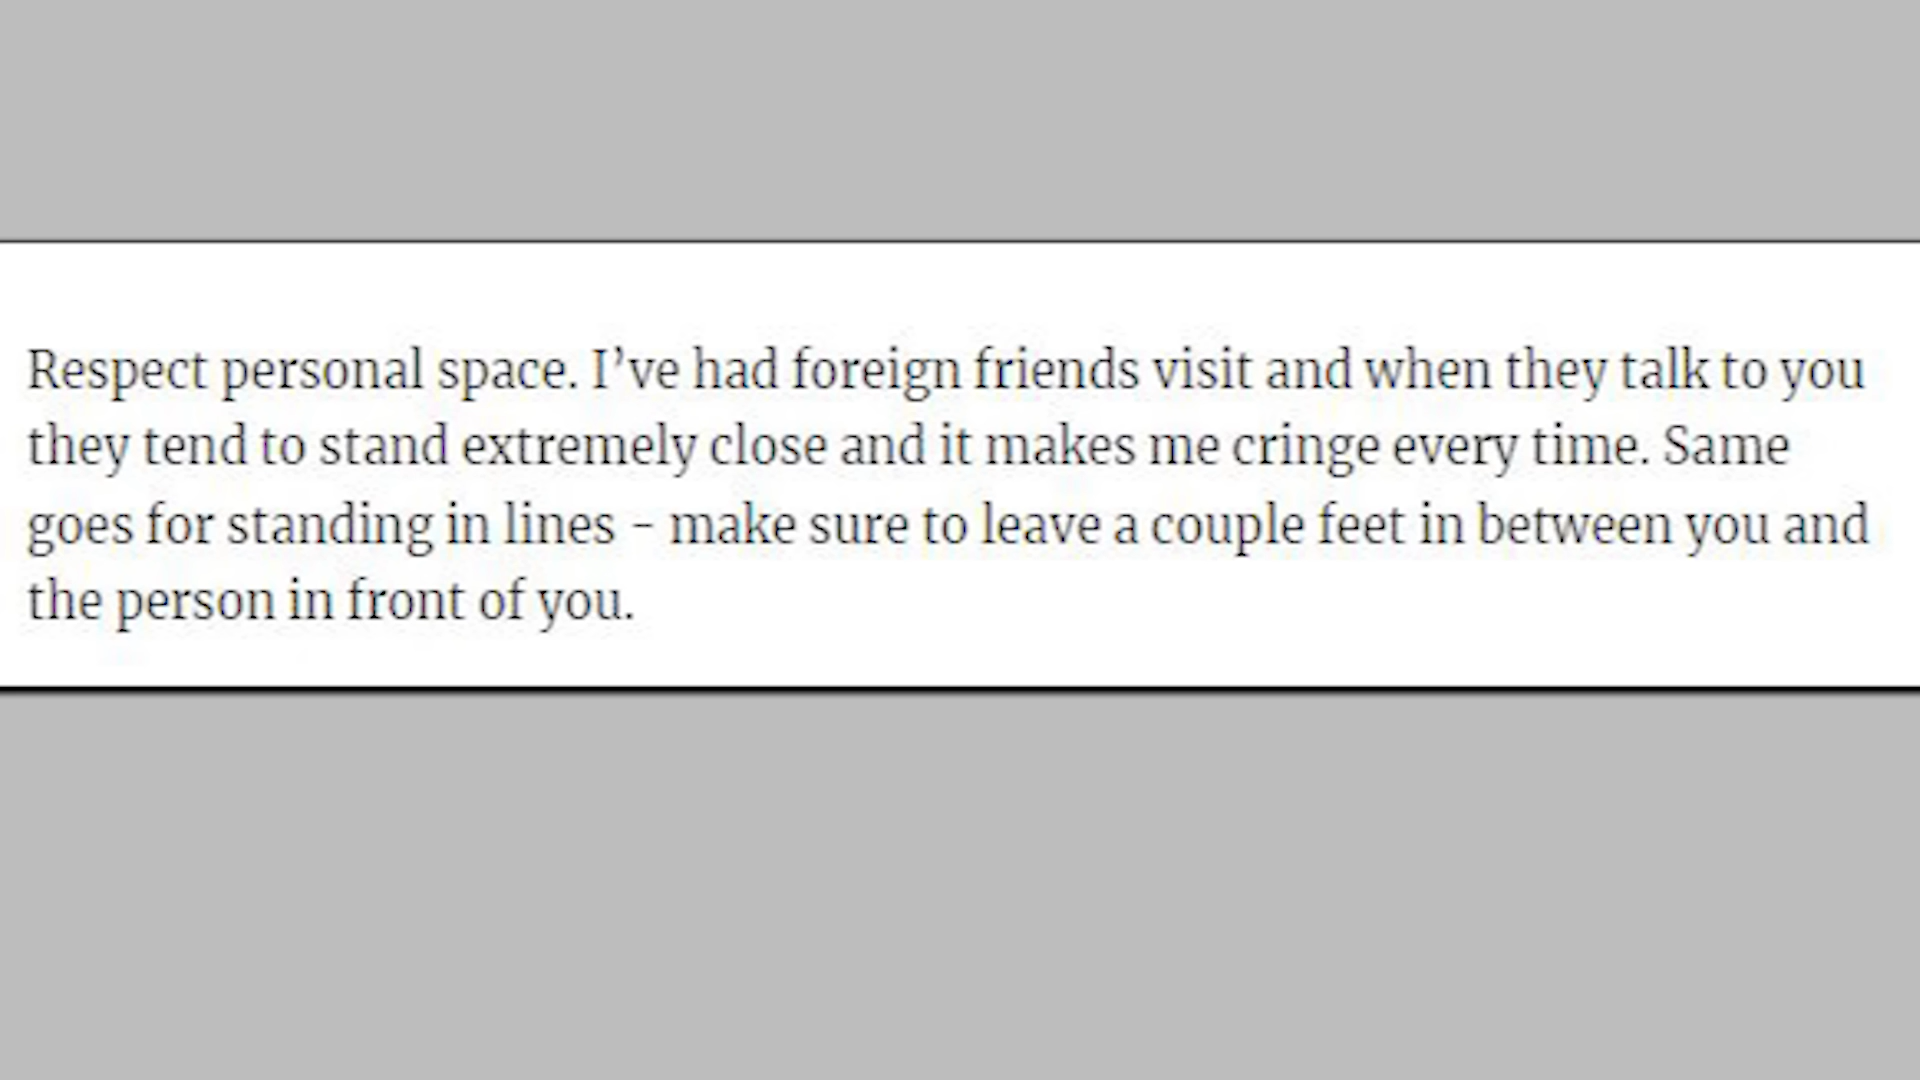 Respect personal space. I’ve had foreign friends visit and when they talk to you
they tend to stand extremely close and it makes me cringe every time. Same
goes for standing in lines – make sure to leave a couple feet in between you and
the person in front of you.